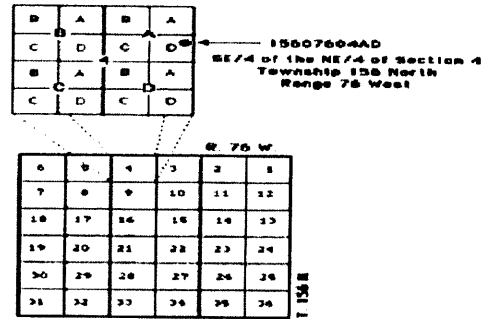 B A B A
B A
C D C D
4
B A B A
C D
C D C D
15607604AD
SE/4 of the NE/4 of Section 4
Township 156 North
Range 76 West
R. 76 W.
6 5 4 3 2 1
7 8 9 10 11 12
18 17 16 15 14 13
19 20 21 22 23 24
30 29 28 27 26 25
31 32 33 34 35 36
T. 156 N.